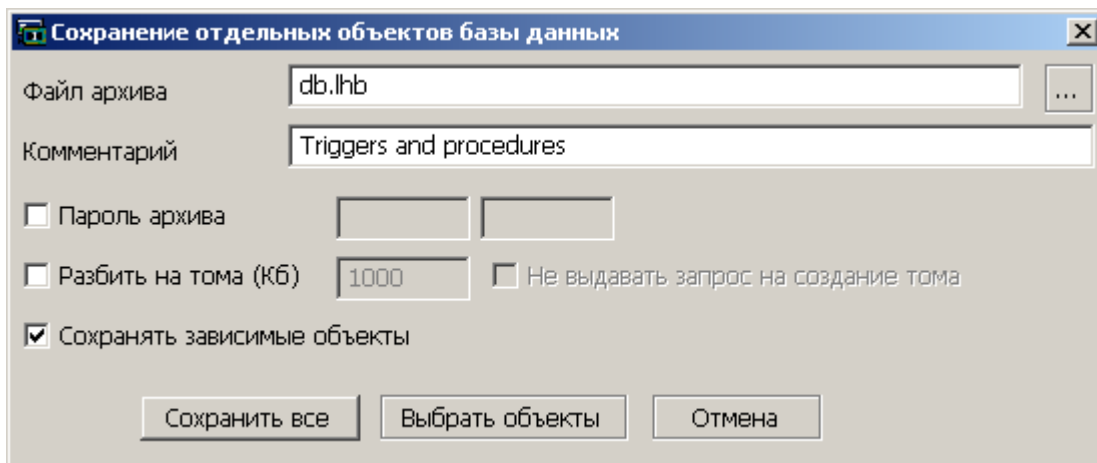 Сохранение отдельных объектов базы данных
Файл архива db.lhb ...
Комментарий Triggers and procedures
Пароль архива
Разбить на тома (Кб) 1000 Не выдавать запрос на создание тома
Сохранять зависимые объекты
Сохранить все Выбрать объекты Отмена